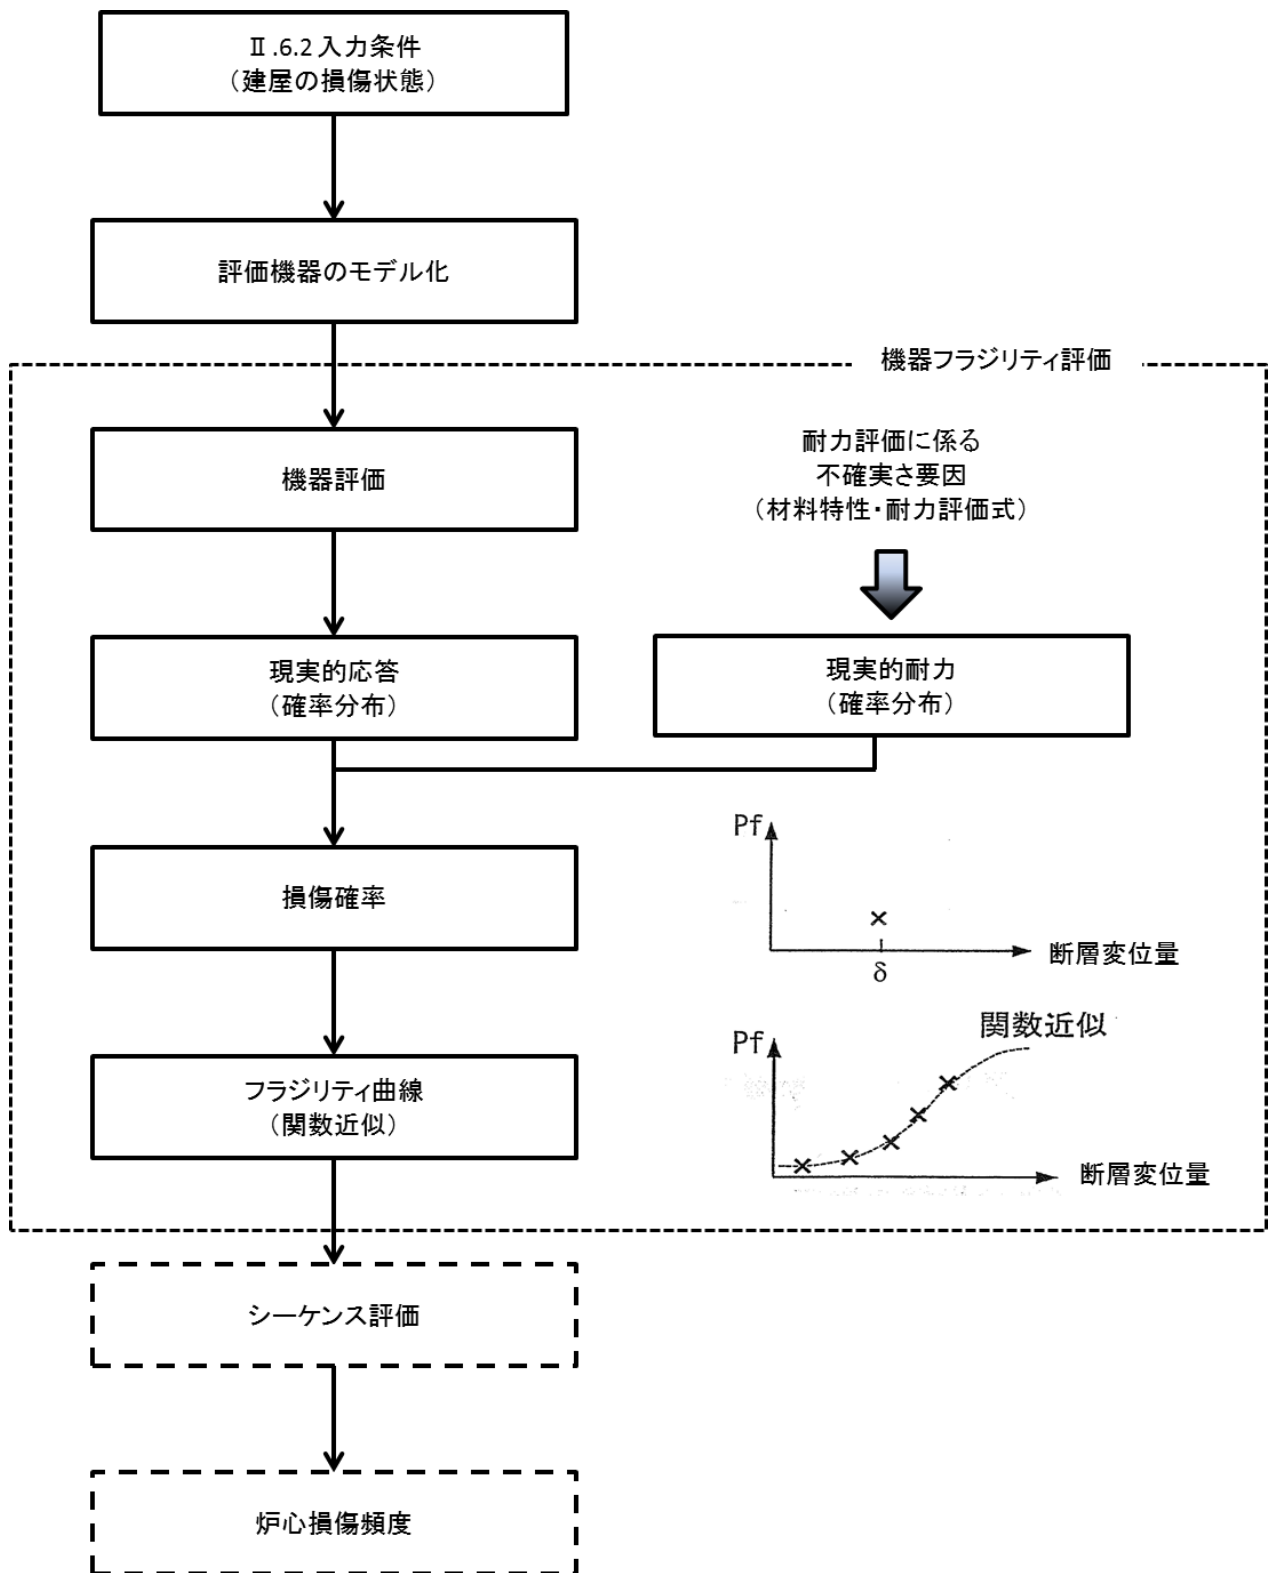 Ⅱ.6.2入力条件
（建屋の損傷状態）
評価機器のモデル化
機器フラジリティ評価
機器評価
耐力評価に係る
不確実さ要因
（材料特性・耐力評価式）
現実的応答
（確率分布）
現実的耐力
（確率分布）
損傷確率
Pf
×
δ
断層変位量
フラジリティ曲線
（関数近似）
関数近似
Pf
断層変位量
シーケンス評価
炉心損傷頻度